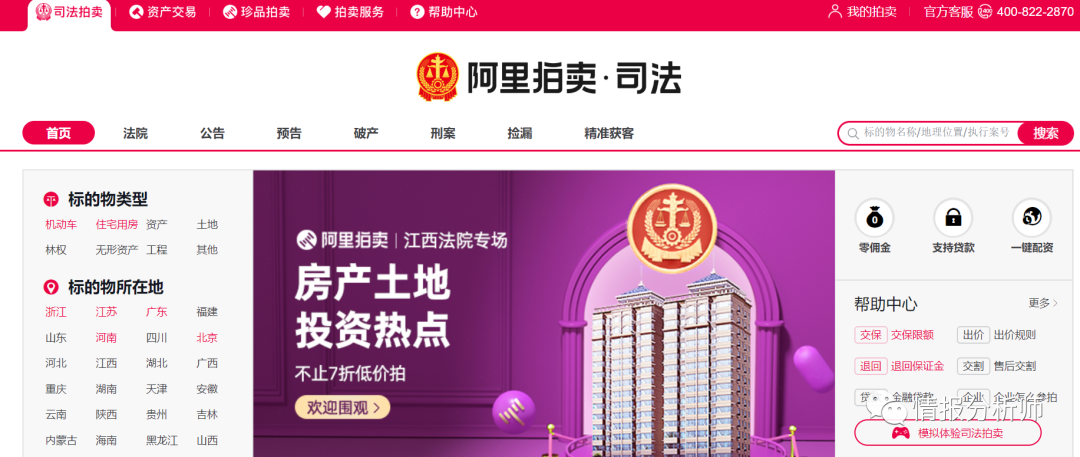 司法拍卖 资产交易 珍品拍卖 拍卖服务 ? 帮助中心 我的拍卖 官方客服 400-822-2870
阿里拍卖·司法
首页 法院 公告 预告 破产 刑案 捡漏 精准获客 标的物名称/地理位置/执行案号 搜索
标的物类型
机动车 住宅用房 资产 土地
林权 无形资产 工程 其他
标的物所在地
浙江 江苏 广东 福建
山东 河南 四川 北京
河北 江西 湖北 广西
重庆 湖南 天津 安徽
云南 陕西 贵州 吉林
内蒙古 海南 黑龙江 山西
阿里拍卖 | 江西法院专场
房产土地
投资热点
不止7折低价拍
欢迎围观 >
零佣金 支持贷款 一键配资
帮助中心 更多 >
交保 交保限额 出价 出价规则
退回 退回保证金 交割 售后交割
贷 金融贷款 企业 企业怎么参拍
模拟体验司法拍卖
情报分析师